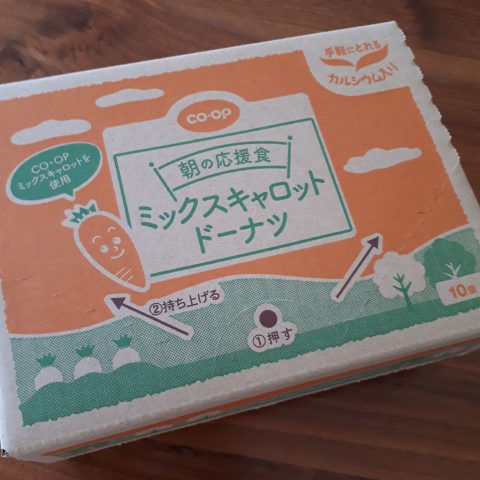 手軽にとれる
カルシウム入り
CO・OP
CO・OP
ミックスキャロットを
使用
朝の応援食
ミックスキャロット
ドーナツ
②持ち上げる
①押す
10個